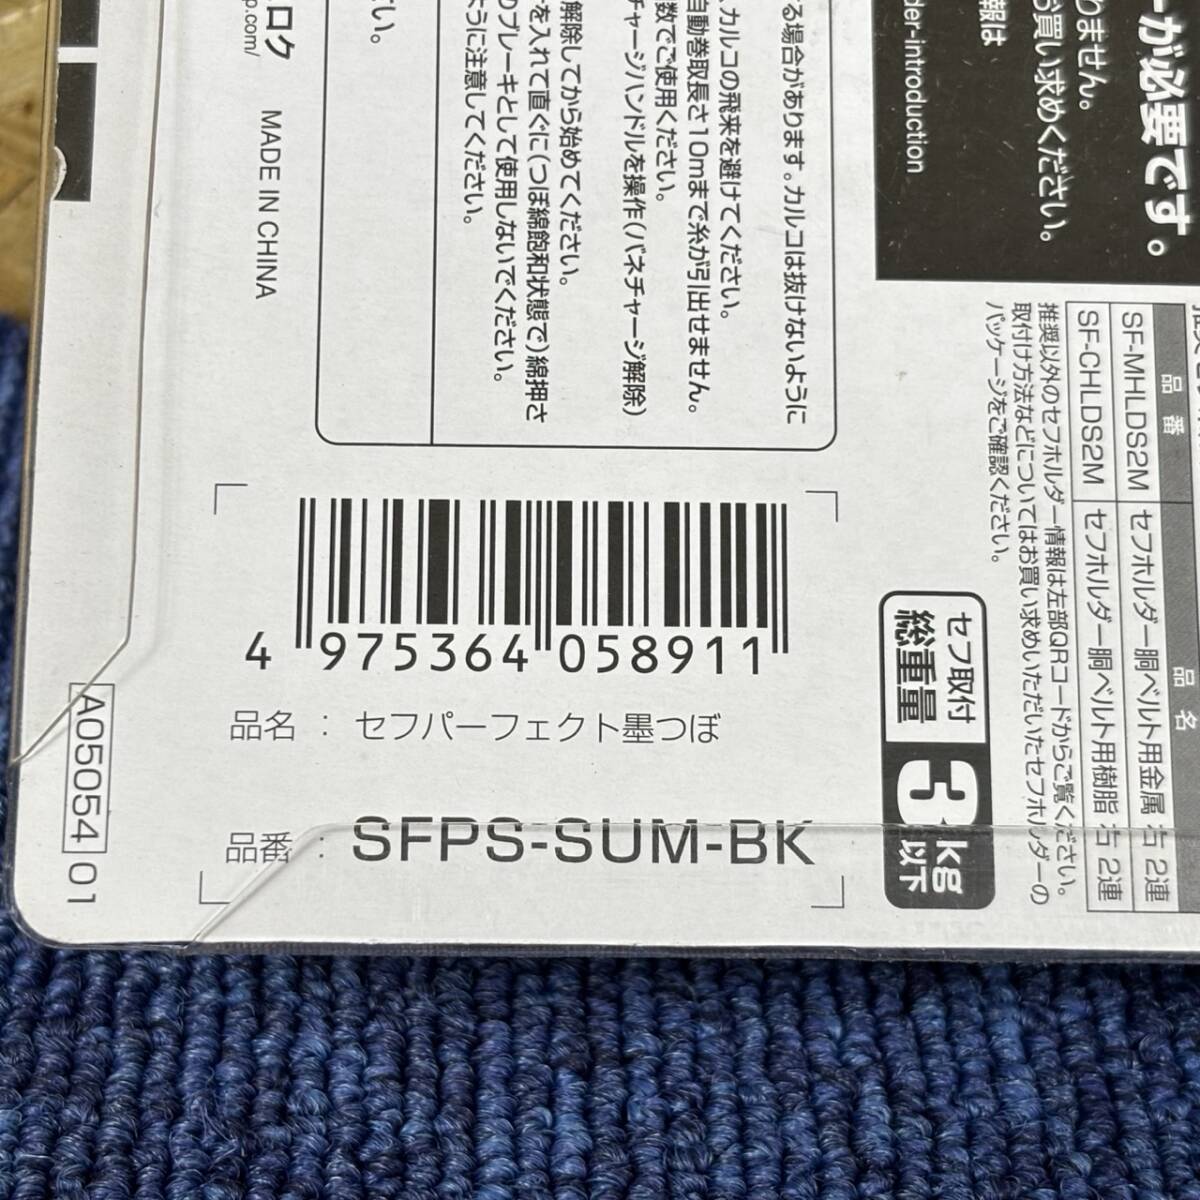 4 975364 058911
品名 : セフパーフェクト墨つぼ
品番 : SFPS-SUM-BK
A05054 01
MADE IN CHINA
る場合があります。カルコは抜けないように
、カルコの飛来を避けてください。
自動巻取長さ10mまで糸が引出せません。
数でご使用ください。
チャージハンドルを操作(バネチャージ解除)
解除してから始めてください。
を入れて直ぐに(つぼ綿飽和状態で)綿押さ
のブレーキとして使用しないでください。
ように注意してください。
さい。
ーが必要です。
りません。
お買い求めください。
報は
der-introduction
品番
品名
SF-MHLDS2M
セフホルダー胴ベルト用金属 右 2連
SF-CHLDS2M
セフホルダー胴ベルト用樹脂 右 2連
推奨以外のセフホルダー情報は左部QRコードからご覧ください。
取付け方法などについてはお買い求めいただいたセフホルダーの
パッケージをご確認ください。
セフ取付
総重量
3kg
以下
ロク
p.com/